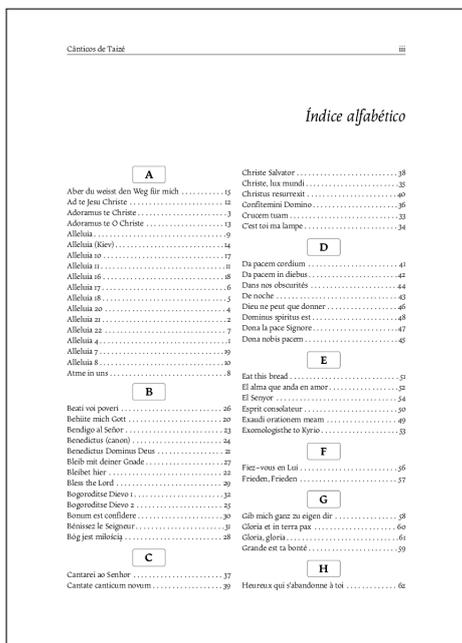 Cânticos de Taizé iii
Índice alfabético
A
Aber du weisst den Weg für mich . . . . . . . . . . . 15
Ad te Jesu Christe . . . . . . . . . . . 12
Adoramus te Christe . . . . . . . . . . . 3
Adoramus te O Christe . . . . . . . . . . . 13
Alleluia . . . . . . . . . . . 9
Alleluia (Kiev) . . . . . . . . . . . 14
Alleluia 10 . . . . . . . . . . . 17
Alleluia 11 . . . . . . . . . . . 11
Alleluia 16 . . . . . . . . . . . 18
Alleluia 17 . . . . . . . . . . . 6
Alleluia 18 . . . . . . . . . . . 5
Alleluia 20 . . . . . . . . . . . 4
Alleluia 21 . . . . . . . . . . . 2
Alleluia 22 . . . . . . . . . . . 7
Alleluia 4 . . . . . . . . . . . 1
Alleluia 7 . . . . . . . . . . . 19
Alleluia 8 . . . . . . . . . . . 10
Atme in uns . . . . . . . . . . . 8
B
Beati voi poveri . . . . . . . . . . . 26
Behüte mich Gott . . . . . . . . . . . 20
Bendigo al Señor . . . . . . . . . . . 23
Benedictus (canon) . . . . . . . . . . . 24
Benedictus Dominus Deus . . . . . . . . . . . 21
Bleib mit deiner Gnade . . . . . . . . . . . 27
Bleibet hier . . . . . . . . . . . 22
Bless the Lord . . . . . . . . . . . 29
Bogoroditse Dievo 1 . . . . . . . . . . . 32
Bogoroditse Dievo 2 . . . . . . . . . . . 25
Bonum est confidere . . . . . . . . . . . 30
Bénissez le Seigneur . . . . . . . . . . . 31
Bóg jest miłością . . . . . . . . . . . 28
C
Cantarei ao Senhor . . . . . . . . . . . 37
Cantate canticum novum . . . . . . . . . . . 39
Christe Salvator . . . . . . . . . . . 38
Christe, lux mundi . . . . . . . . . . . 35
Christus resurrexit . . . . . . . . . . . 40
Confitemini Domino . . . . . . . . . . . 36
Crucem tuam . . . . . . . . . . . 33
C'est toi ma lampe . . . . . . . . . . . 34
D
Da pacem cordium . . . . . . . . . . . 41
Da pacem in diebus . . . . . . . . . . . 42
Dans nos obscurités . . . . . . . . . . . 44
De noche . . . . . . . . . . . 43
Dieu ne peut que donner . . . . . . . . . . . 46
Dominus spiritus est . . . . . . . . . . . 48
Dona la pace Signore . . . . . . . . . . . 47
Dona nobis pacem . . . . . . . . . . . 45
E
Eat this bread . . . . . . . . . . . 51
El alma que anda en amor . . . . . . . . . . . 52
El Senyor . . . . . . . . . . . 54
Esprit consolateur . . . . . . . . . . . 50
Exaudi orationem meam . . . . . . . . . . . 49
Exomologisthe to Kyrio . . . . . . . . . . . 53
F
Fiez-vous en Lui . . . . . . . . . . . 56
Frieden, Frieden . . . . . . . . . . . 57
G
Gib mich ganz zu eigen dir . . . . . . . . . . . 58
Gloria et in terra pax . . . . . . . . . . . 60
Gloria, gloria . . . . . . . . . . . 61
Grande est ta bonté . . . . . . . . . . . 59
H
Heureux qui s'abandonne à toi . . . . . . . . . . . 62